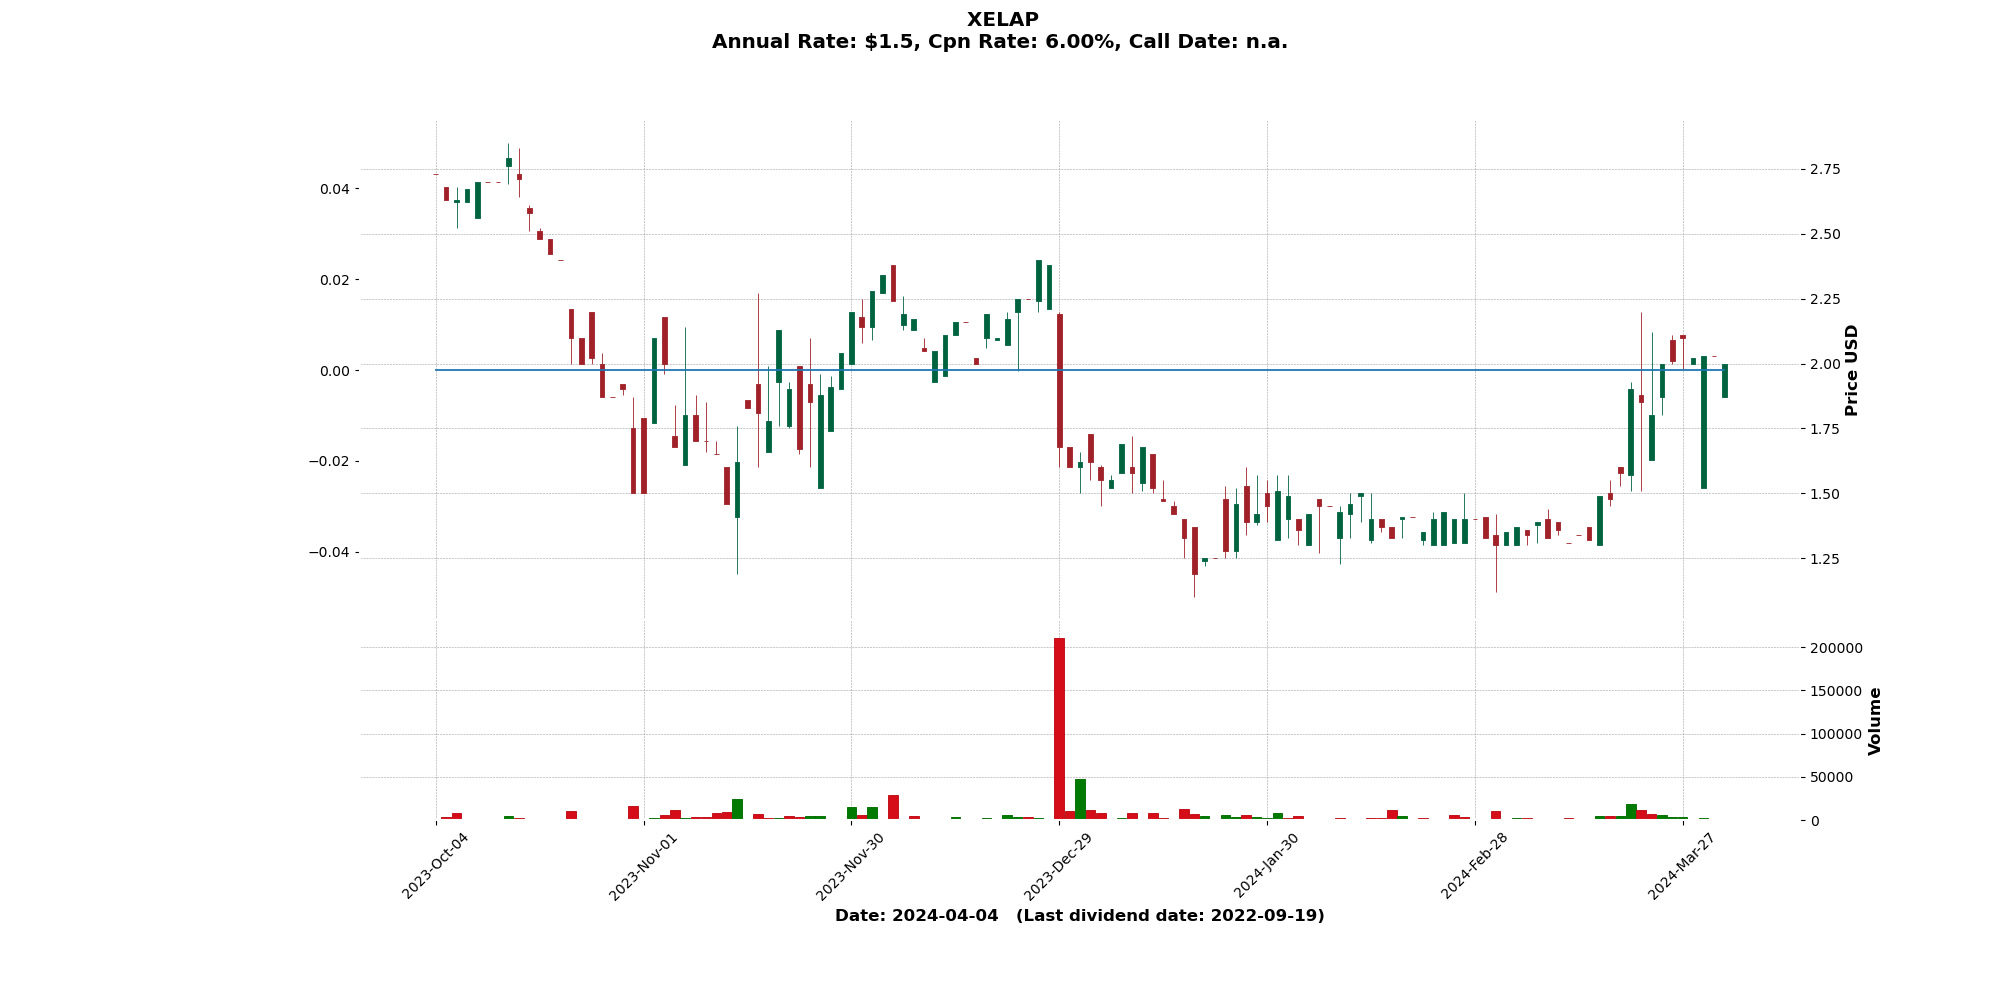 XELAP
Annual Rate: $1.5, Cpn Rate: 6.00%, Call Date: n.a.
0.04
0.02
0.00
−0.02
−0.04
2.75
2.50
2.25
2.00
1.75
1.50
1.25
Price USD
200000
150000
100000
50000
0
Volume
2023-Oct-04
2023-Nov-01
2023-Nov-30
2023-Dec-29
2024-Jan-30
2024-Feb-28
2024-Mar-27
Date: 2024-04-04   (Last dividend date: 2022-09-19)